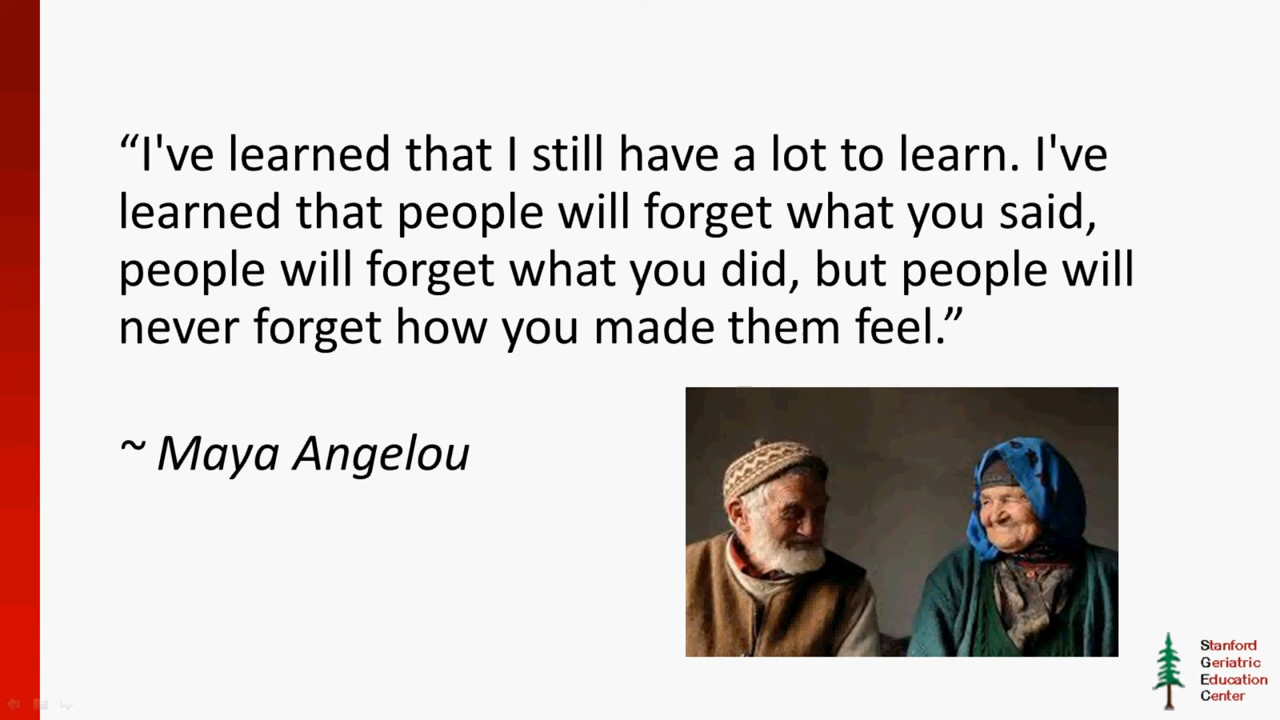 “I've learned that I still have a lot to learn. I've
learned that people will forget what you said,
people will forget what you did, but people will
never forget how you made them feel.”
~ Maya Angelou
Stanford
Geriatric
Education
Center